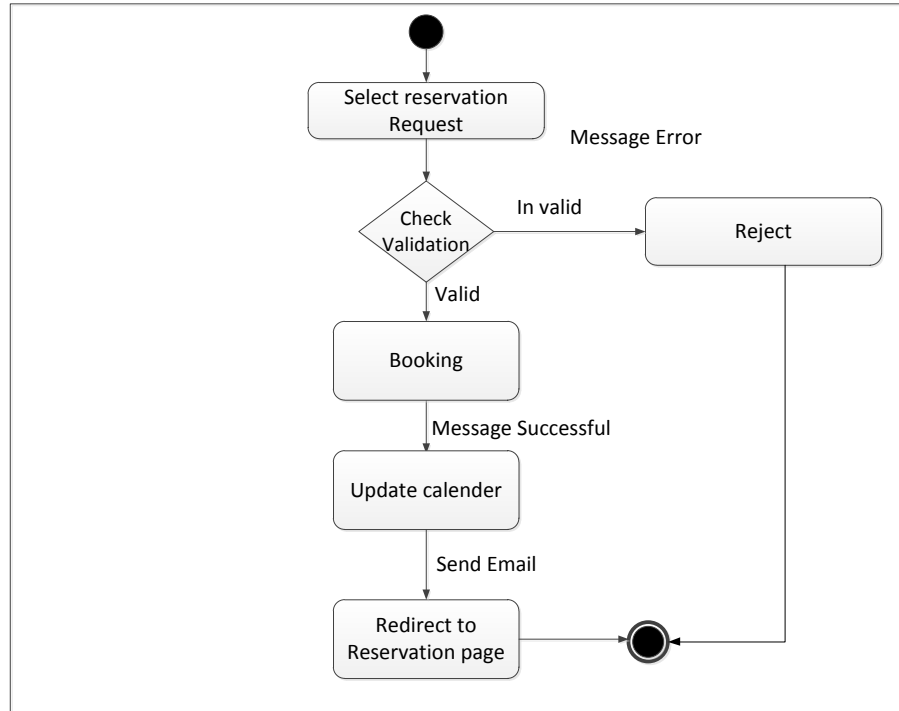 Select reservation
Request
Message Error
Check
Validation
In valid
Reject
Valid
Booking
Message Successful
Update calender
Send Email
Redirect to
Reservation page